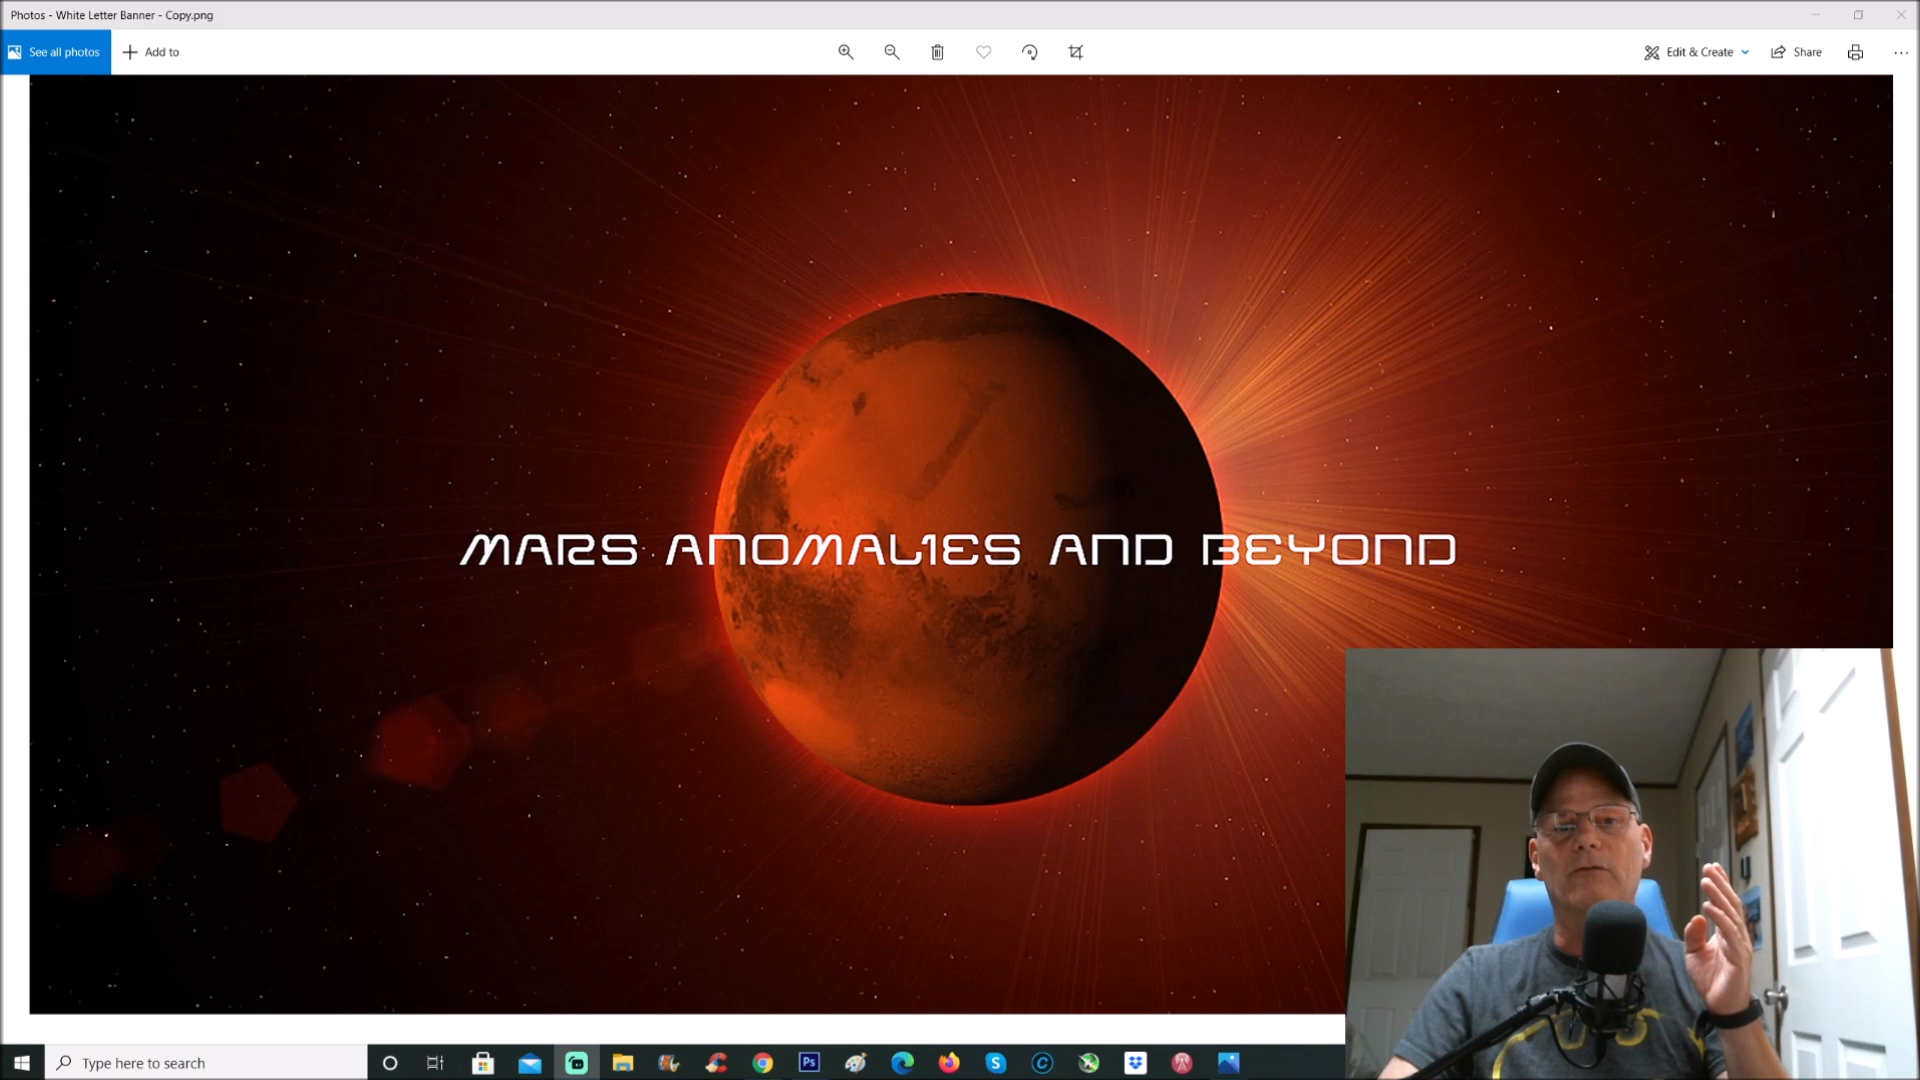 Photos - White Letter Banner - Copy.png
See all photos
Add to
Edit & Create
Share
MARS ANOMALIES AND BEYOND
Type here to search
Ps